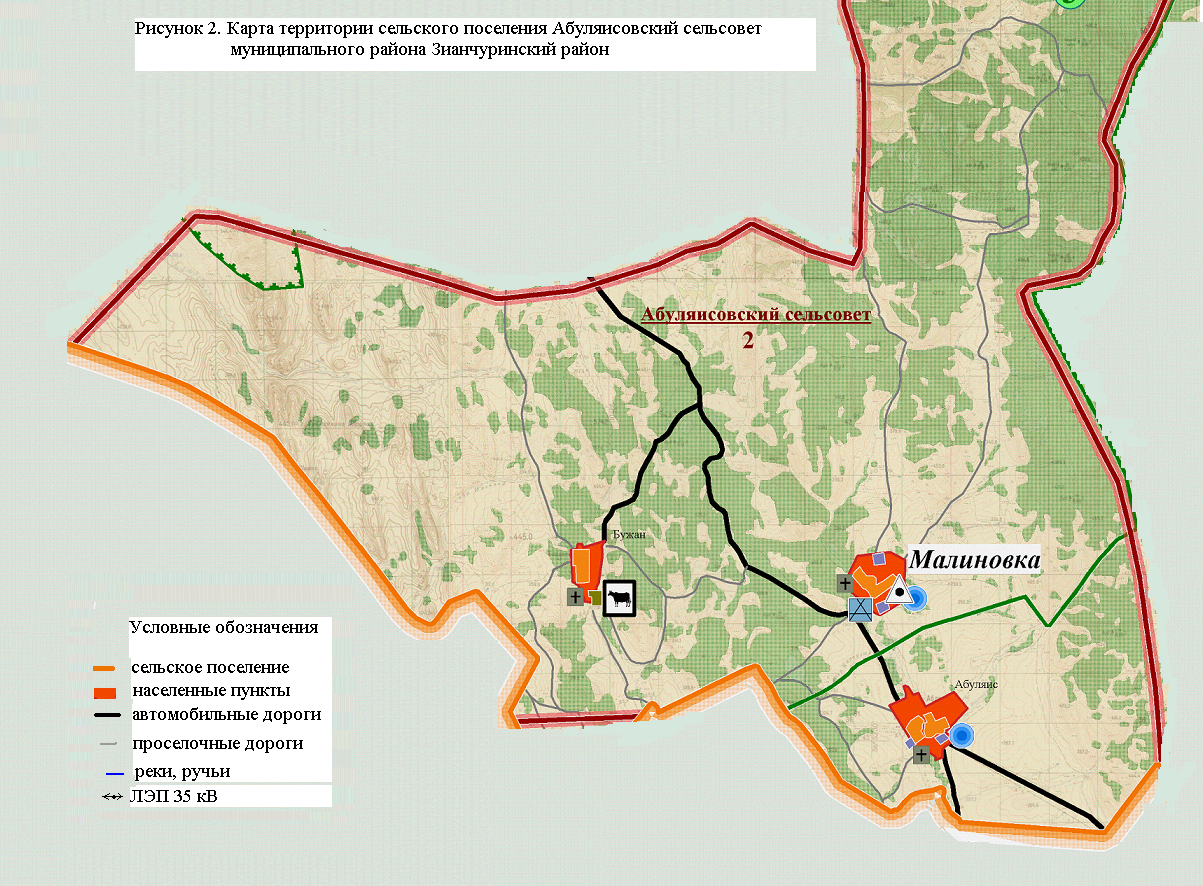 Рисунок 2. Карта территории сельского поселения Абуляисовский сельсовет
муниципального района Зианчуринский район
Абуляисовский сельсовет
2
Бужан
Малиновка
Абуляис
Условные обозначения
сельское поселение
населенные пункты
автомобильные дороги
проселочные дороги
реки, ручьи
ЛЭП 35 кВ